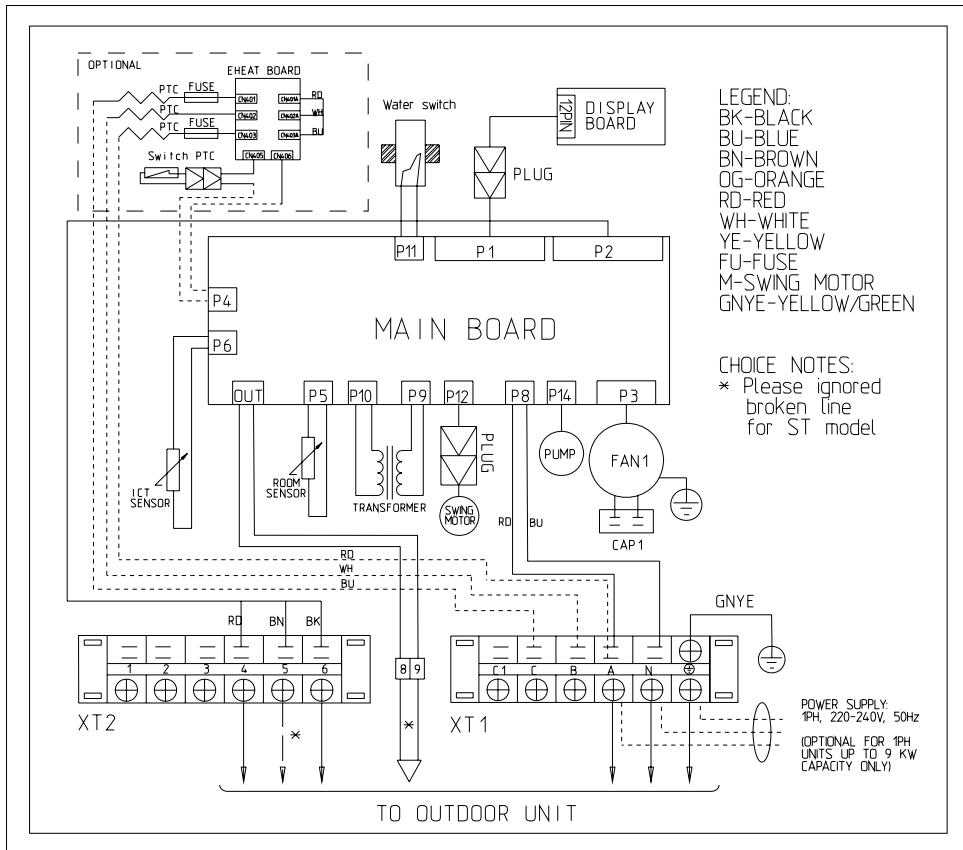 OPTIONAL
EHEAT BOARD
PTC FUSE
PTC
PTC FUSE
CN401 CN401A
CN402 CN402A
CN403 CN403A
CN405 CN406
RD
WH
BU
Switch PTC
Water switch
12PIN
DISPLAY
BOARD
PLUG
LEGEND:
BK-BLACK
BU-BLUE
BN-BROWN
OG-ORANGE
RD-RED
WH-WHITE
YE-YELLOW
FU-FUSE
M-SWING MOTOR
GNYE-YELLOW/GREEN
CHOICE NOTES:
* Please ignored
broken line
for ST model
P11 P1 P2
P4
P6
MAIN BOARD
OUT P5 P10 P9 P12 P8 P14 P3
ICT
SENSOR
ROOM
SENSOR
TRANSFORMER
PLUG
SWING
MOTOR
PUMP
FAN1
CAP1
RD BU
RD
WH
BU
GNYE
RD BN BK
1 2 3 4 5 6
XT2
8 9
*
*
C1 C B A N
XT1
POWER SUPPLY:
1PH, 220-240V, 50Hz
(OPTIONAL FOR 1PH
UNITS UP TO 9 KW
CAPACITY ONLY)
TO OUTDOOR UNIT